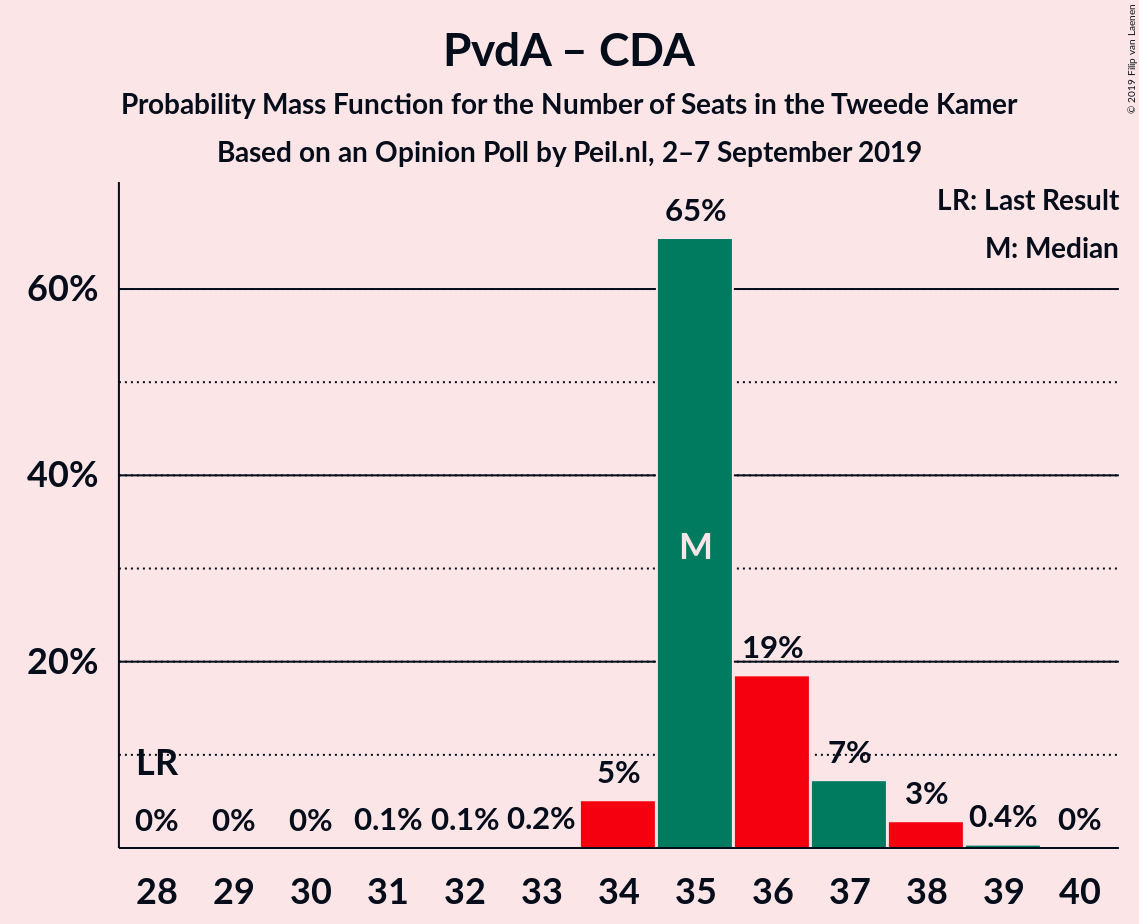 PvdA – CDA
Probability Mass Function for the Number of Seats in the Tweede Kamer
Based on an Opinion Poll by Peil.nl, 2–7 September 2019
© 2019 Filip van Laenen
LR: Last Result
M: Median
65%
60%
40%
M
19%
20%
LR
7%
5%
3%
0% 0% 0% 0.1% 0.1% 0.2% 0.4% 0%
28 29 30 31 32 33 34 35 36 37 38 39 40